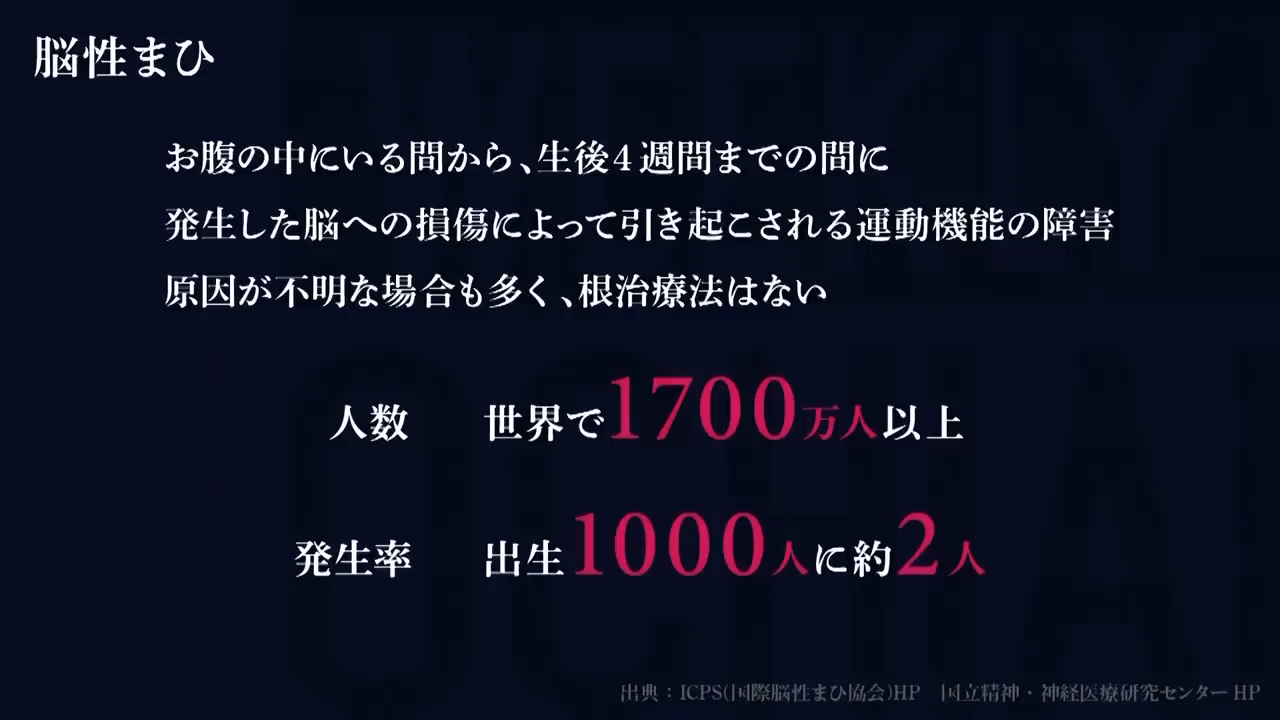 脳性まひ
お腹の中にいる間から、生後4週間までの間に
発生した脳への損傷によって引き起こされる運動機能の障害
原因が不明な場合も多く、根治療法はない
人数 世界で1700万人以上
発生率 出生1000人に約2人
出典：ICPS(国際脳性まひ協会)HP 国立精神・神経医療研究センターHP
WEEKLY
OCHIAI